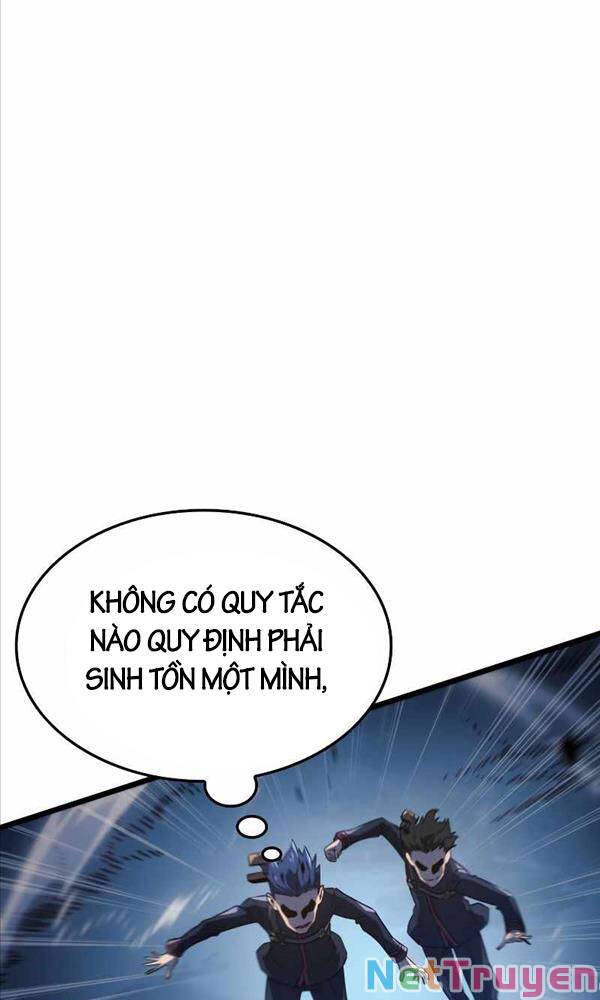 KHÔNG CÓ QUY TẮC
NÀO QUY ĐỊNH PHẢI
SINH TỒN MỘT MÌNH,
NetTruyen